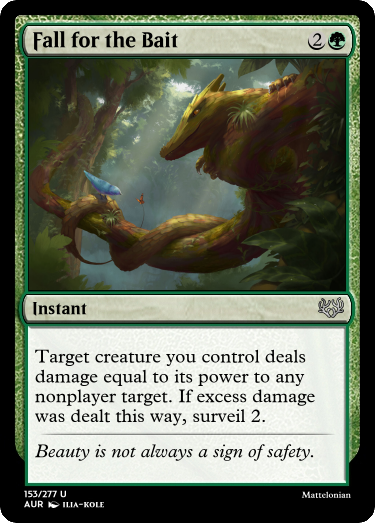 Fall for the Bait 2
Instant
Target creature you control deals
damage equal to its power to any
nonplayer target. If excess damage
was dealt this way, surveil 2.
Beauty is not always a sign of safety.
153/277 U
AUR ILIA-KOLE
Mattelonian